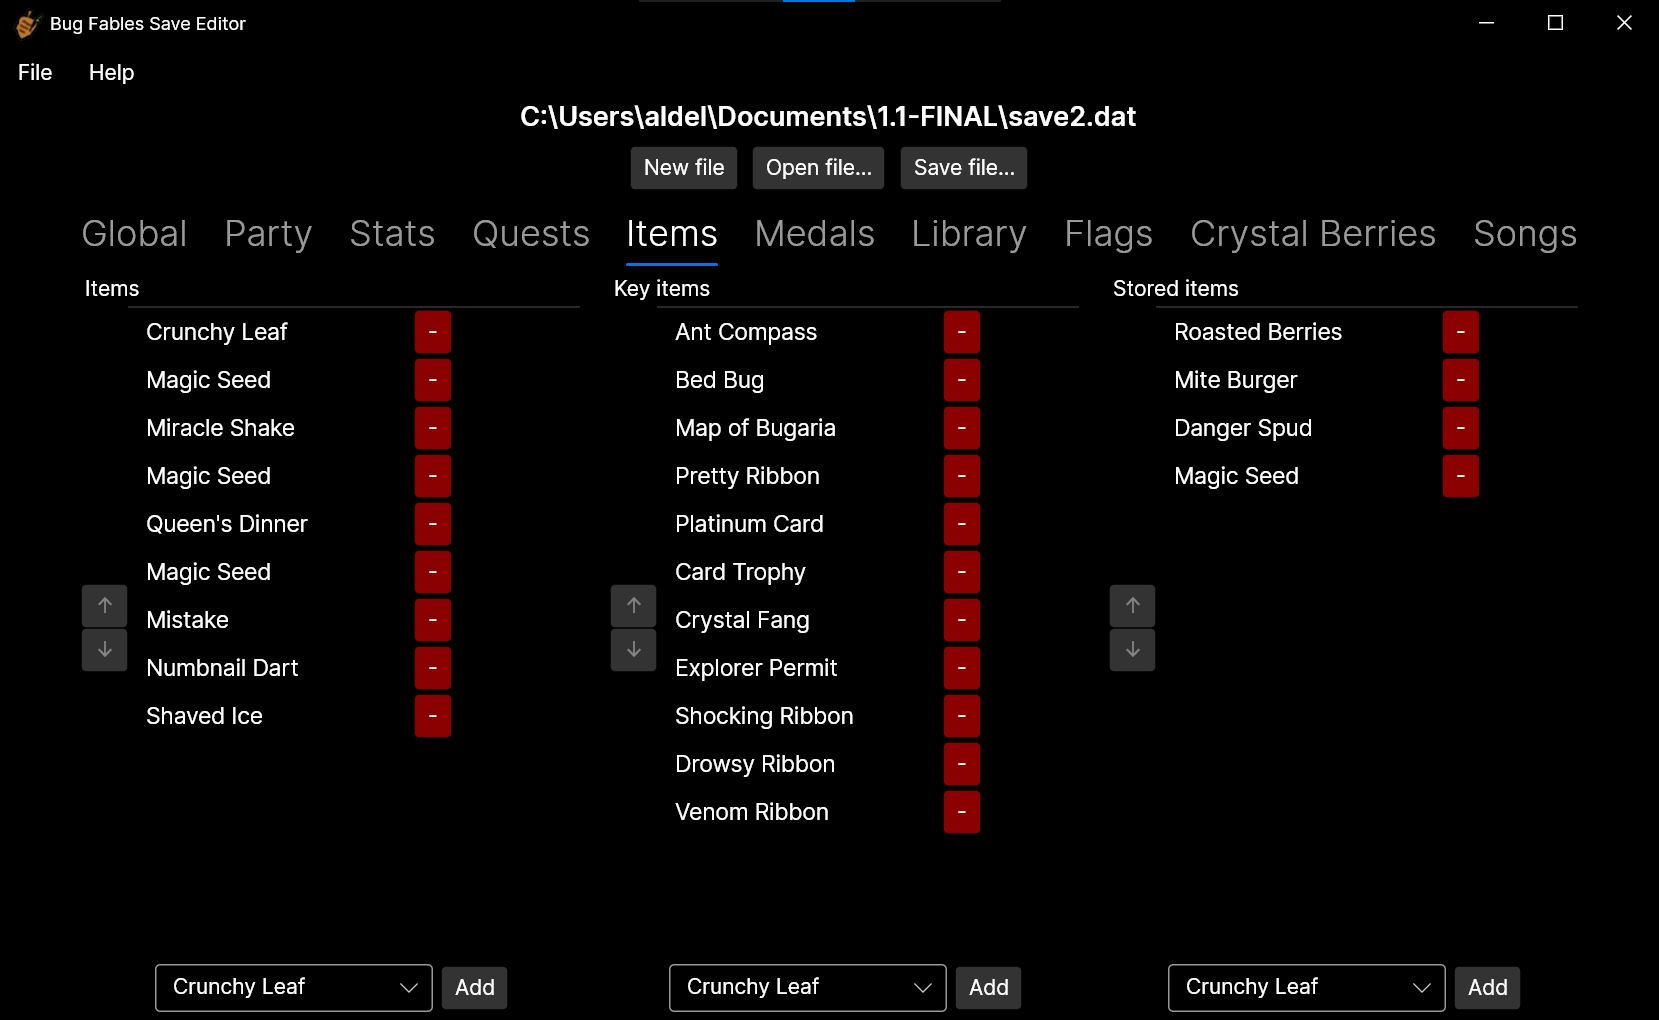 Bug Fables Save Editor
File Help
C:\Users\aldel\Documents\1.1-FINAL\save2.dat
New file Open file... Save file...
Global Party Stats Quests Items Medals Library Flags Crystal Berries Songs
Items
Crunchy Leaf -
Magic Seed -
Miracle Shake -
Magic Seed -
Queen's Dinner -
Magic Seed -
Mistake -
Numbnail Dart -
Shaved Ice -
Crunchy Leaf Add
Key items
Ant Compass -
Bed Bug -
Map of Bugaria -
Pretty Ribbon -
Platinum Card -
Card Trophy -
Crystal Fang -
Explorer Permit -
Shocking Ribbon -
Drowsy Ribbon -
Venom Ribbon -
Crunchy Leaf Add
Stored items
Roasted Berries -
Mite Burger -
Danger Spud -
Magic Seed -
Crunchy Leaf Add